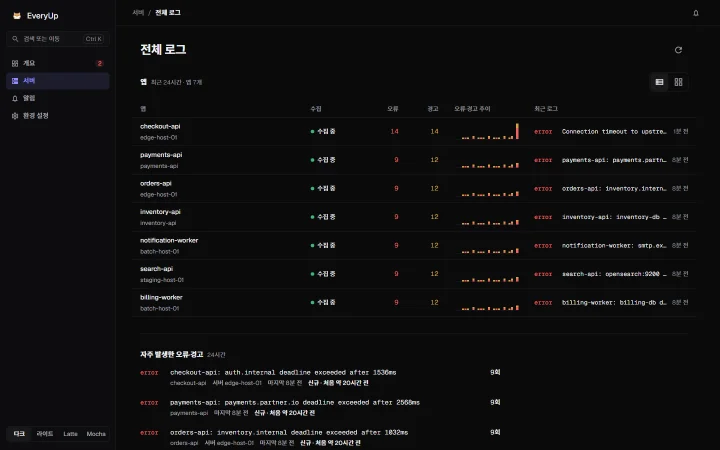 EveryUp
검색 또는 이동 Ctrl K
개요 2
서버
알림
환경 설정
다크 라이트 Latte Mocha
서버 / 전체 로그
전체 로그
앱 최근 24시간 · 앱 7개
앱 수집 오류 경고 오류·경고 추이 최근 로그
checkout-api 수집 중 14 14 error Connection timeout to upstre… 1분 전
edge-host-01
payments-api 수집 중 9 12 error payments-api: payments.partn… 8분 전
payments-api
orders-api 수집 중 9 12 error orders-api: inventory.intern… 8분 전
edge-host-01
inventory-api 수집 중 9 12 error inventory-api: inventory-db … 8분 전
inventory-api
notification-worker 수집 중 9 12 error notification-worker: smtp.ex… 8분 전
batch-host-01
search-api 수집 중 9 12 error search-api: opensearch:9200 … 8분 전
staging-host-01
billing-worker 수집 중 9 12 error billing-worker: billing-db d… 8분 전
batch-host-01
자주 발생한 오류·경고 24시간
error checkout-api: auth.internal deadline exceeded after 1536ms 9회
checkout-api 서버 edge-host-01 마지막 8분 전 신규 · 처음 약 20시간 전
error payments-api: payments.partner.io deadline exceeded after 2568ms 9회
payments-api 마지막 8분 전 신규 · 처음 약 20시간 전
error orders-api: inventory.internal deadline exceeded after 1032ms 9회
orders-api 서버 edge-host-01 마지막 8분 전 신규 · 처음 약 20시간 전